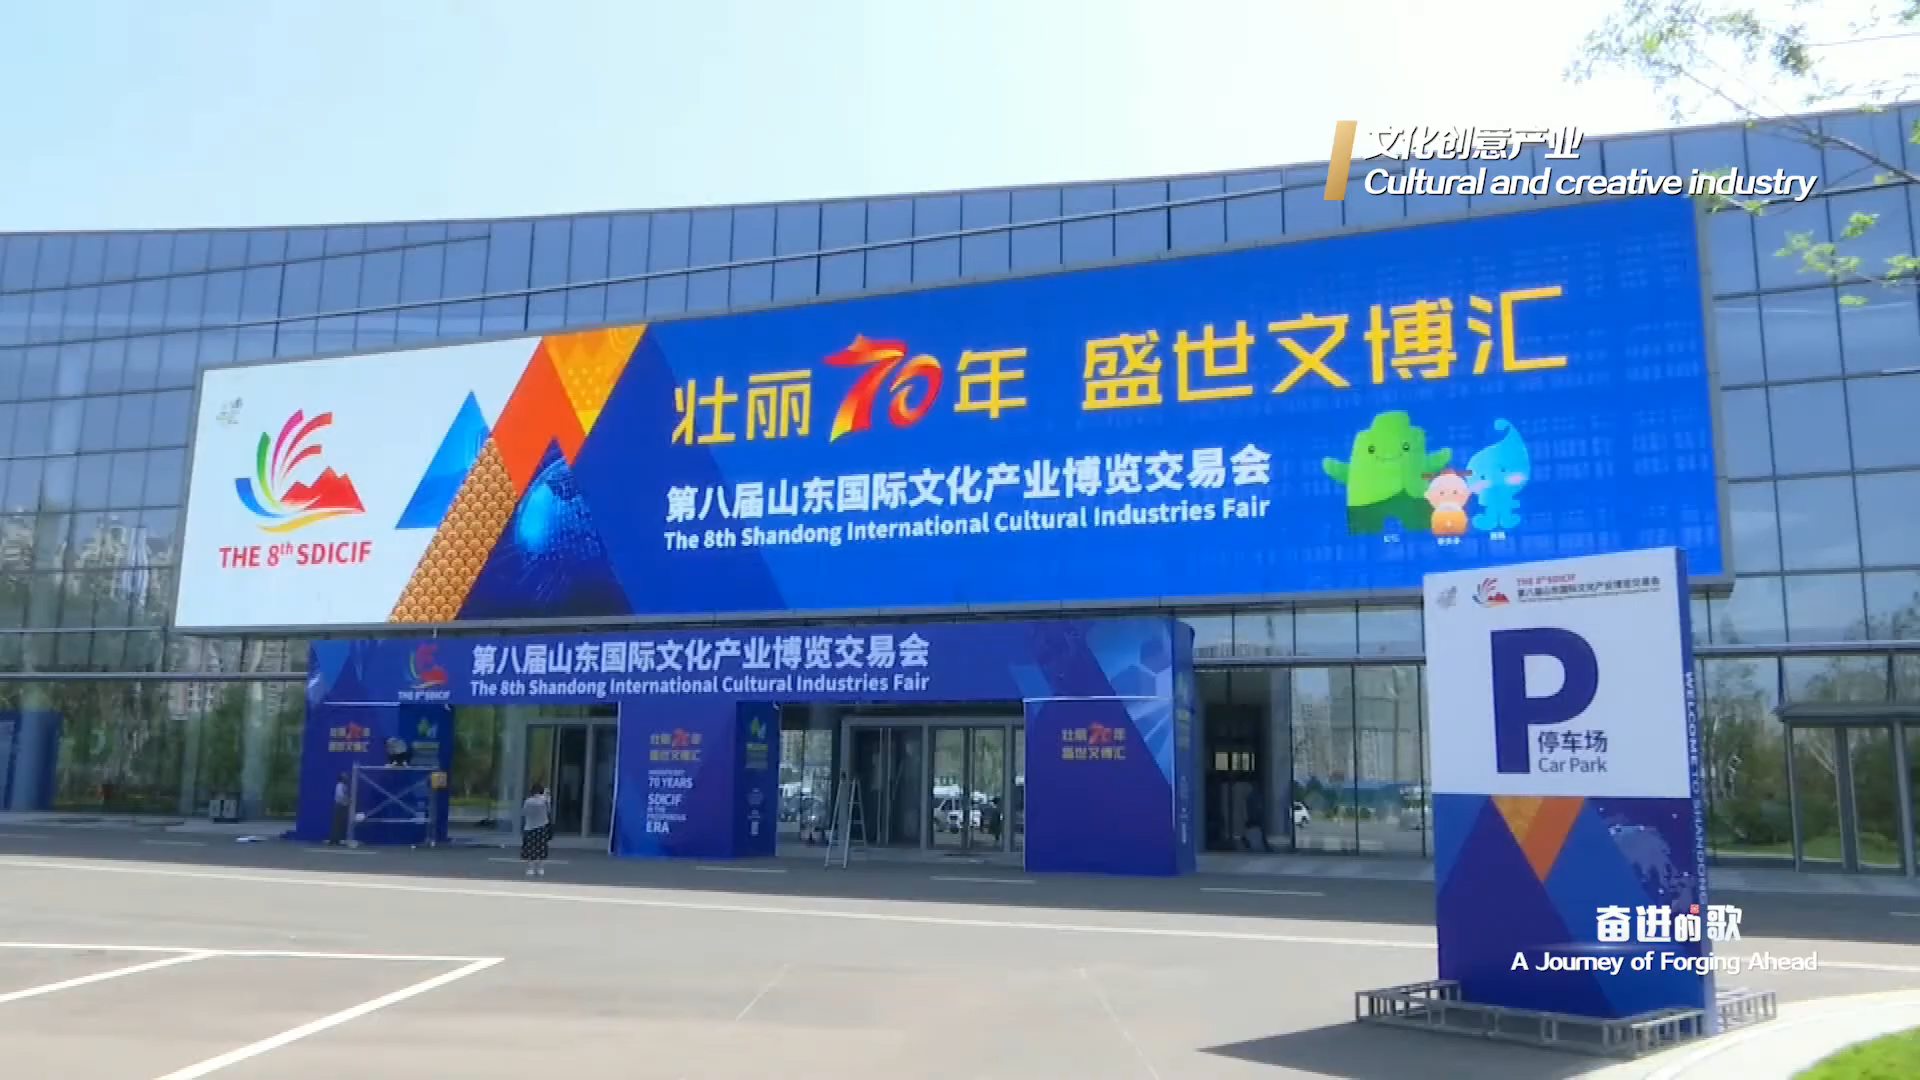 文化创意产业
Cultural and creative industry
壮丽70年 盛世文博汇
第八届山东国际文化产业博览交易会
The 8th Shandong International Cultural Industries Fair
THE 8th SDICIF
第八届山东国际文化产业博览交易会
The 8th Shandong International Cultural Industries Fair
THE 8th SDICIF
壮丽70年
盛世文博汇
壮丽70年
盛世文博汇
70 YEARS
SDICIF
ERA
壮丽70年
盛世文博汇
THE 8th SDICIF
第八届山东国际文化产业博览交易会
P
停车场
Car Park
WELCOME TO SHANDONG
奋进的歌
A Journey of Forging Ahead